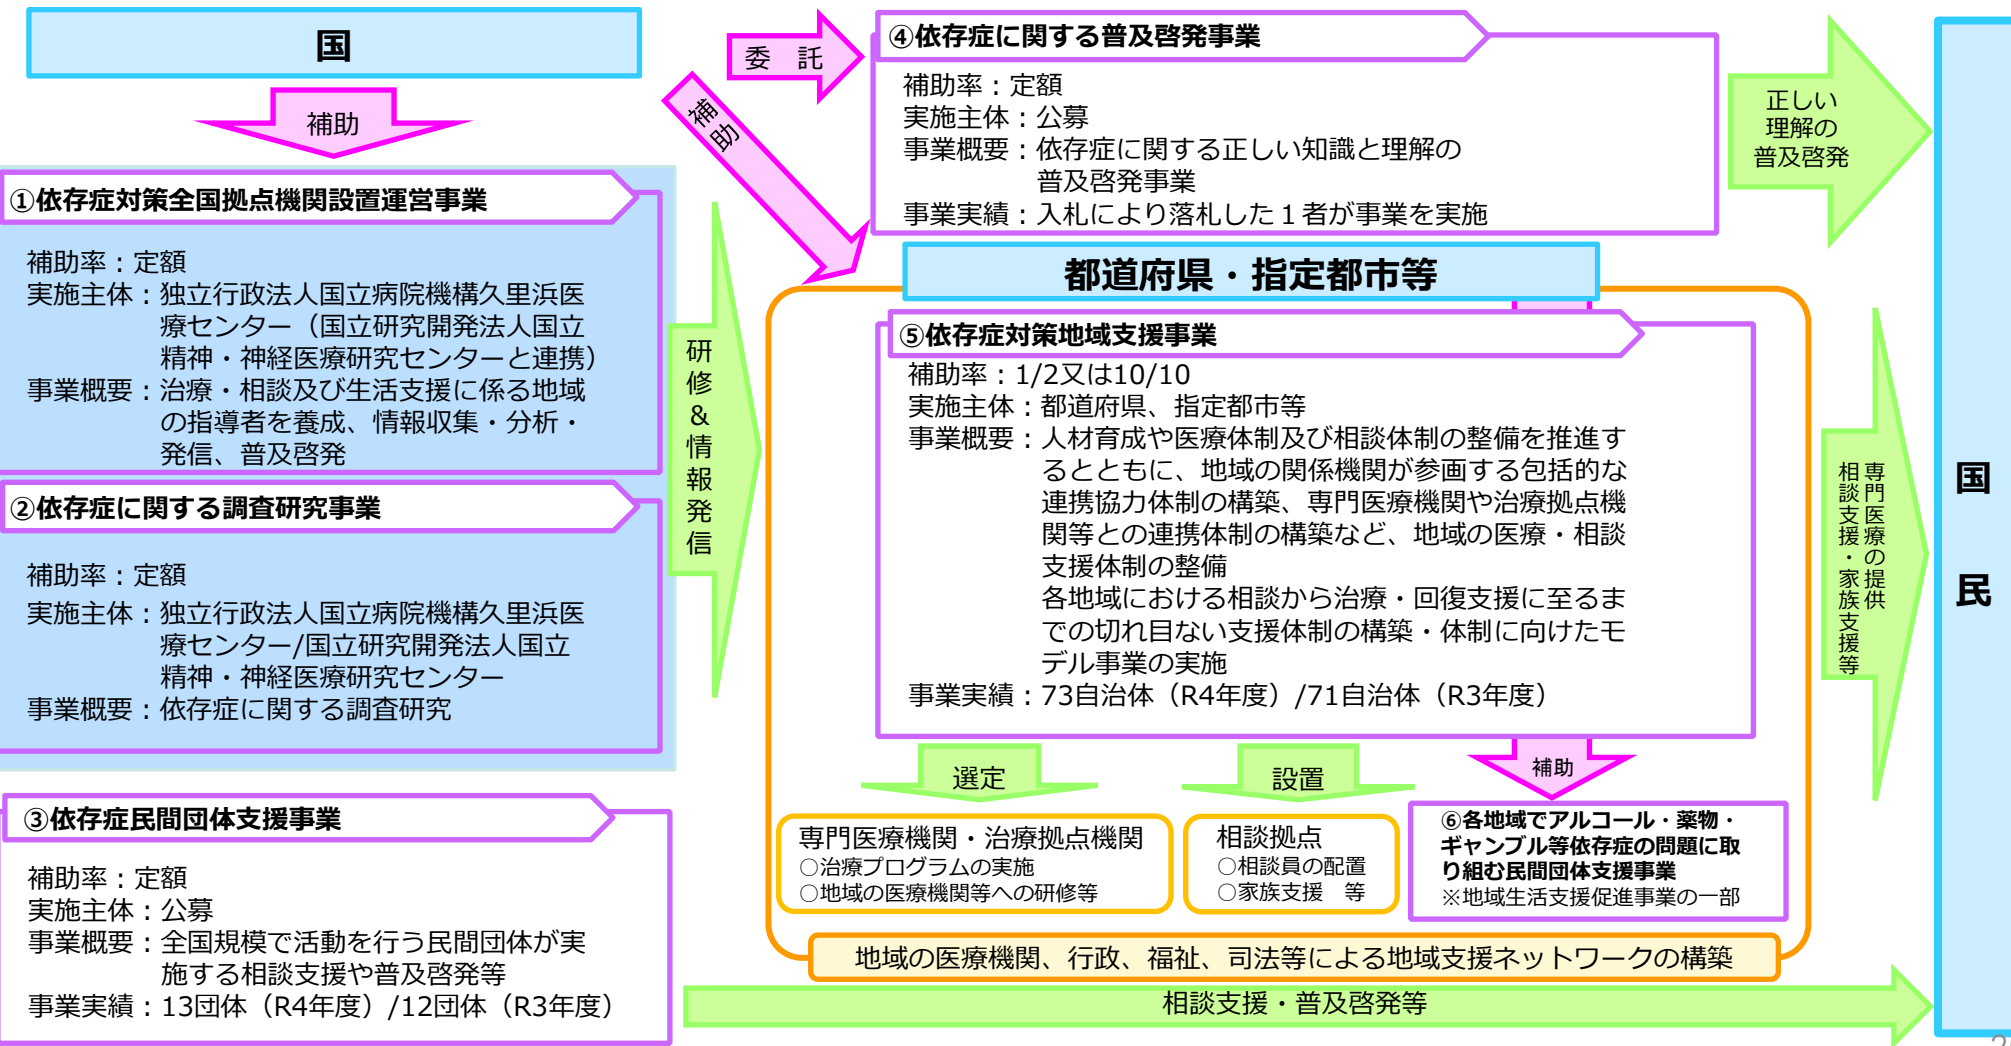 国
補助
①依存症対策全国拠点機関設置運営事業
補助率：定額
実施主体：独立行政法人国立病院機構久里浜医
療センター（国立研究開発法人国立
精神・神経医療研究センターと連携）
事業概要：治療・相談及び生活支援に係る地域
の指導者を養成、情報収集・分析・
発信、普及啓発
②依存症に関する調査研究事業
補助率：定額
実施主体：独立行政法人国立病院機構久里浜医
療センター/国立研究開発法人国立
精神・神経医療研究センター
事業概要：依存症に関する調査研究
③依存症民間団体支援事業
補助率：定額
実施主体：公募
事業概要：全国規模で活動を行う民間団体が実
施する相談支援や普及啓発等
事業実績：13団体（R4年度）/12団体（R3年度）
研修&情報発信
委　託
補助
④依存症に関する普及啓発事業
補助率：定額
実施主体：公募
事業概要：依存症に関する正しい知識と理解の
普及啓発事業
事業実績：入札により落札した１者が事業を実施
正しい
理解の
普及啓発
都道府県・指定都市等
⑤依存症対策地域支援事業
補助率：1/2又は10/10
実施主体：都道府県、指定都市等
事業概要：人材育成や医療体制及び相談体制の整備を推進す
るとともに、地域の関係機関が参画する包括的な
連携協力体制の構築、専門医療機関や治療拠点機
関等との連携体制の構築など、地域の医療・相談
支援体制の整備
各地域における相談から治療・回復支援に至るま
での切れ目ない支援体制の構築・体制に向けたモ
デル事業の実施
事業実績：73自治体（R4年度）/71自治体（R3年度）
選定
設置
補助
専門医療機関・治療拠点機関
○治療プログラムの実施
○地域の医療機関等への研修等
相談拠点
○相談員の配置
○家族支援　等
⑥各地域でアルコール・薬物・
ギャンブル等依存症の問題に取
り組む民間団体支援事業
※地域生活支援促進事業の一部
地域の医療機関、行政、福祉、司法等による地域支援ネットワークの構築
相談支援・普及啓発等
専門医療の提供
相談支援・家族支援等
国民